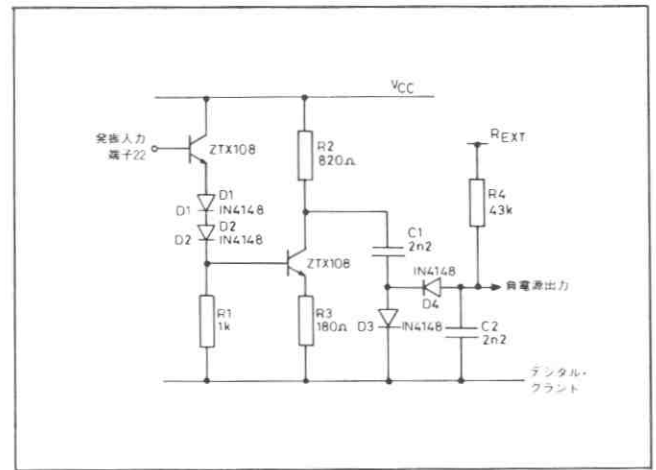 VCC
発振入力
端子22
ZTX108
R2
820Ω
REXT
D1
D1 IN4148
D2
D2 IN4148
R4
43k
C1
2n2
ZTX108
IN4148
D4
負電源出力
R1
1k
R3
180Ω
D3
IN4148
C2
2n2
デジタル・
グランド